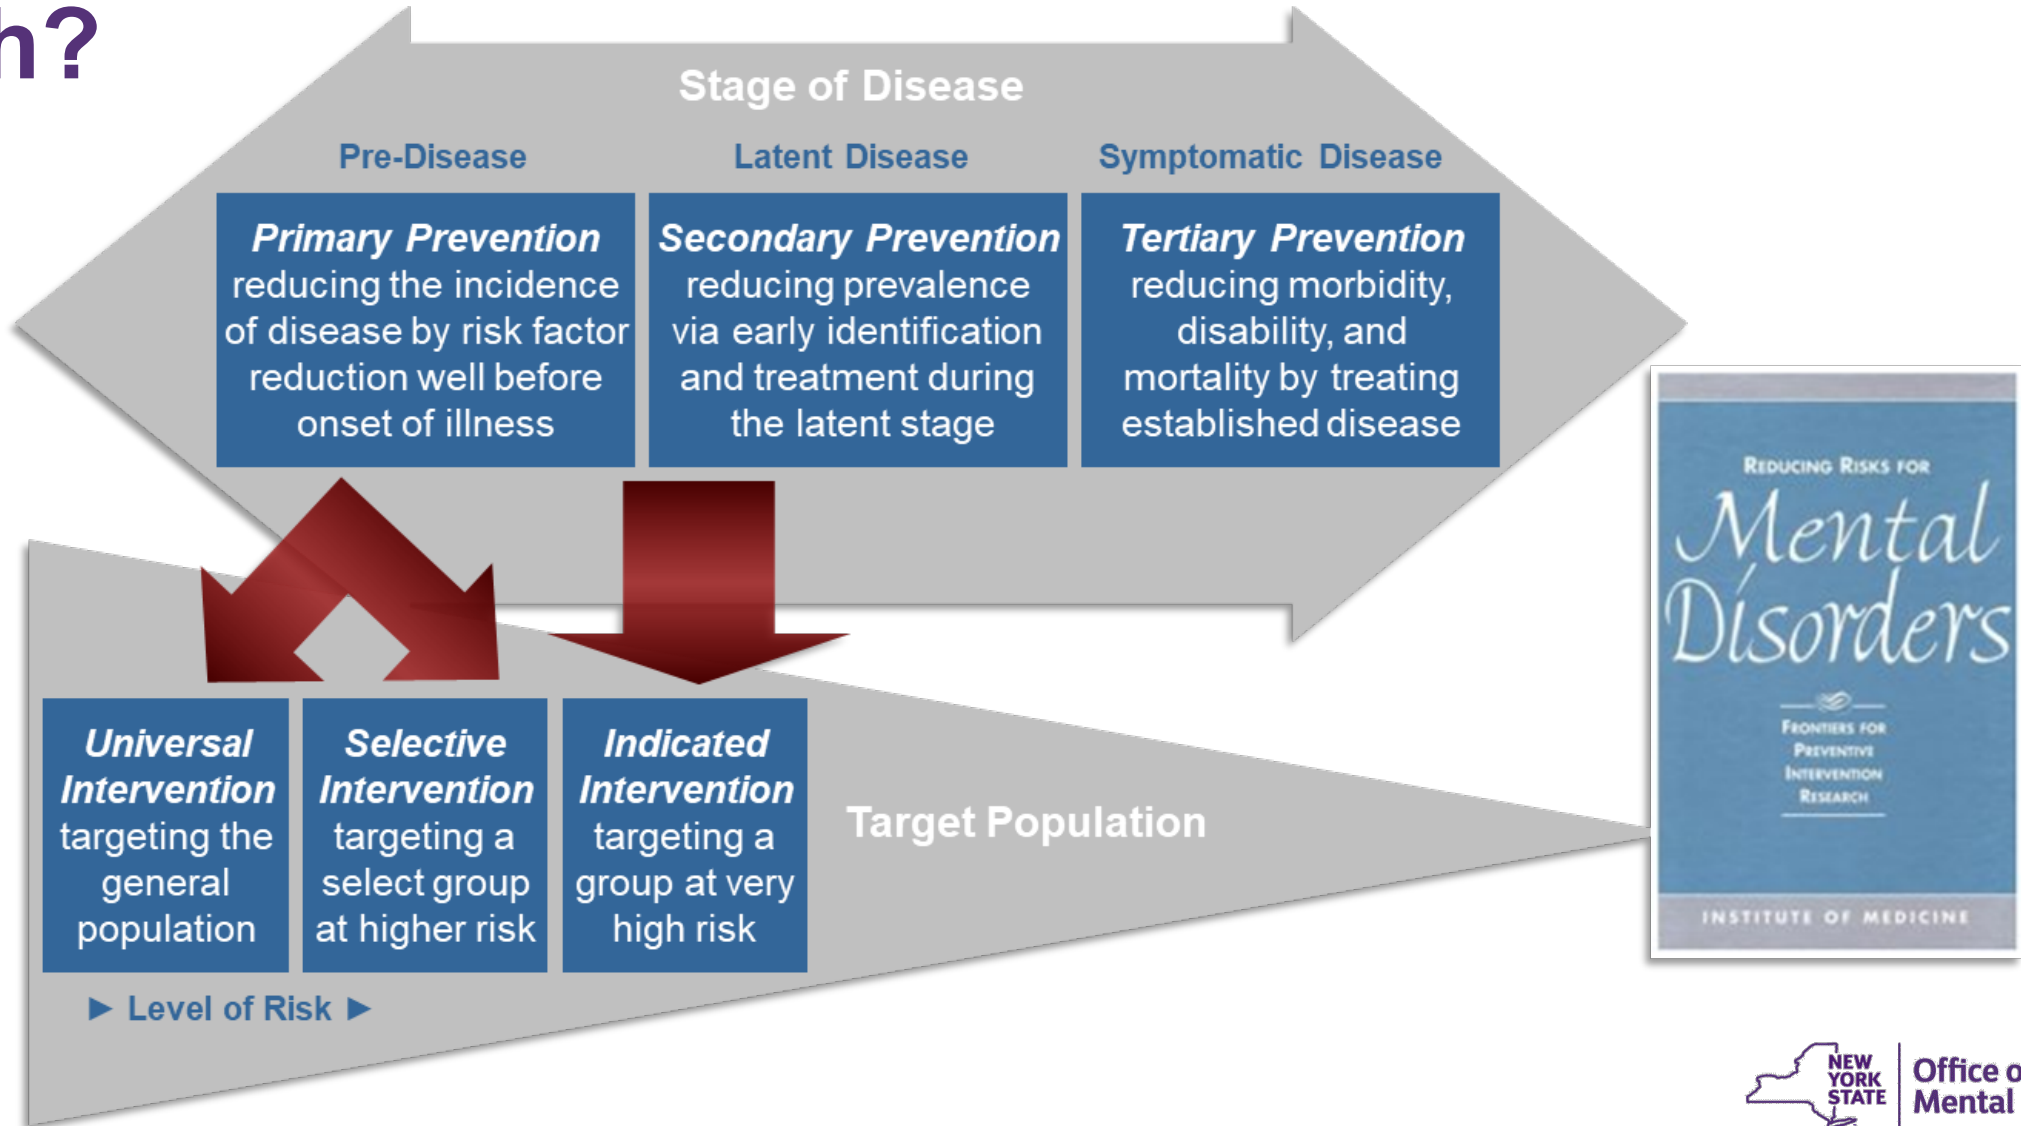 h?
Stage of Disease
Pre-Disease
Latent Disease
Symptomatic Disease
Primary Prevention
reducing the incidence
of disease by risk factor
reduction well before
onset of illness
Secondary Prevention
reducing prevalence
via early identification
and treatment during
the latent stage
Tertiary Prevention
reducing morbidity,
disability, and
mortality by treating
established disease
Universal
Intervention
targeting the
general
population
Selective
Intervention
targeting a
select group
at higher risk
Indicated
Intervention
targeting a
group at very
high risk
Target Population
► Level of Risk ►
REDUCING RISKS FOR
Mental
Disorders
FRONTIERS FOR
PREVENTIVE
INTERVENTION
RESEARCH
INSTITUTE OF MEDICINE
NEW
YORK
STATE
Office o
Mental